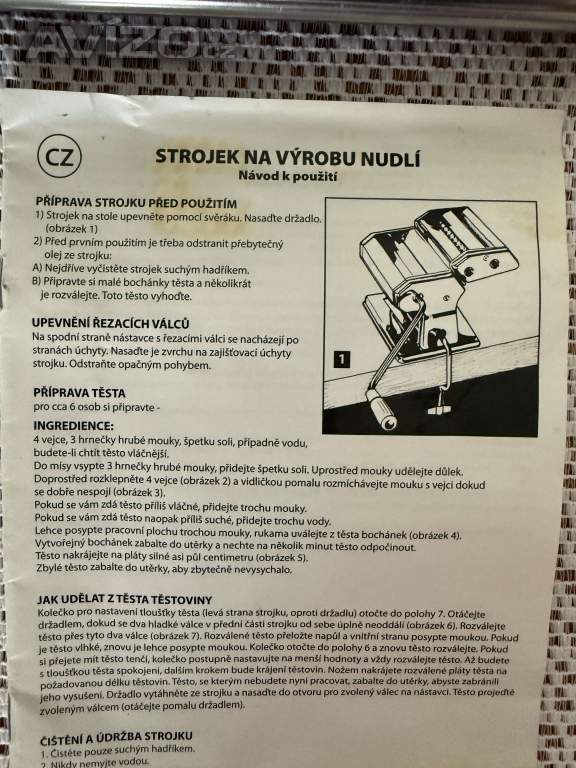 Avízo.cz
CZ
STROJEK NA VÝROBU NUDLÍ
Návod k použití
PŘÍPRAVA STROJKU PŘED POUŽITÍM
1) Strojek na stole upevněte pomocí svěráku. Nasaďte držadlo.
(obrázek 1)
2) Před prvním použitím je třeba odstranit přebytečný
olej ze strojku:
A) Nejdříve vyčistěte strojek suchým hadříkem.
B) Připravte si malé bochánky těsta a několikrát
je rozválejte. Toto těsto vyhoďte.
UPEVNĚNÍ ŘEZACÍCH VÁLCŮ
Na spodní straně nástavce s řezacími válci se nacházejí po
stranách úchyty. Nasaďte je zvrchu na zajišťovací úchyty
strojku. Odstraňte opačným pohybem.
1
PŘÍPRAVA TĚSTA
pro cca 6 osob si připravte -
INGREDIENCE:
4 vejce, 3 hrnečky hrubé mouky, špetku soli, případně vodu,
budete-li chtít těsto vláčnější.
Do mísy vsypte 3 hrnečky hrubé mouky, přidejte špetku soli. Uprostřed mouky udělejte důlek.
Doprostřed rozklepněte 4 vejce (obrázek 2) a vidličkou pomalu rozmíchávejte mouku s vejci dokud
se dobře nespojí (obrázek 3).
Pokud se vám zdá těsto příliš vláčné, přidejte trochu mouky.
Pokud se vám zdá těsto naopak příliš suché, přidejte trochu vody.
Lehce posypte pracovní plochu trochou mouky, rukama uválejte z těsta bochánek (obrázek 4).
Vytvořený bochánek zabalte do utěrky a nechte na několik minut těsto odpočinout.
Těsto nakrájejte na pláty silné asi půl centimetru (obrázek 5).
Zbylé těsto zabalte do utěrky, aby zbytečně nevysychalo.
JAK UDĚLAT Z TĚSTA TĚSTOVINY
Kolečko pro nastavení tloušťky těsta (levá strana strojku, oproti držadlu) otočte do polohy 7. Otáčejte
držadlem, dokud se dva hladké válce v přední části strojku od sebe úplně neoddálí (obrázek 6). Rozválejte
těsto přes tyto dva válce (obrázek 7). Rozválené těsto přeložte napůl a vnitřní stranu posypte moukou. Pokud
je těsto vlhké, znovu je lehce posypte moukou. Kolečko otočte do polohy 6 a znovu těsto rozválejte. Pokud
si přejete mít těsto tenčí, kolečko postupně nastavujte na menší hodnoty a vždy rozválejte těsto. Až budete
s tloušťkou těsta spokojeni, dalším krokem bude krájení těstovin. Nožem nakrájejte rozválené pláty těsta na
požadovanou délku těstovin. Těsto, se kterým nebudete nyní pracovat, zabalte do utěrky, abyste zabránili
jeho vysušení. Držadlo vytáhněte ze strojku a nasaďte do otvoru pro zvolený válec na nástavci. Těsto projeďte
zvoleným válcem (otáčejte pomalu držadlem).
ČIŠTĚNÍ A ÚDRŽBA STROJKU
1. Čistěte pouze suchým hadříkem.
2. Nikdy nemyjte vodou.